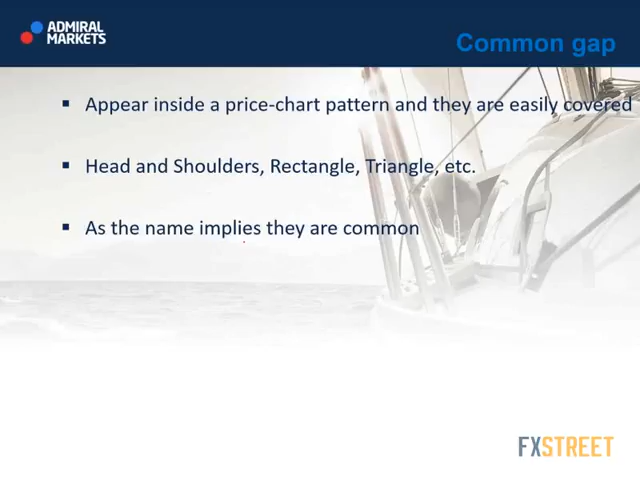 ADMIRAL
MARKETS
Common gap
▪ Appear inside a price-chart pattern and they are easily covered
▪ Head and Shoulders, Rectangle, Triangle, etc.
▪ As the name implies they are common
FXSTREET